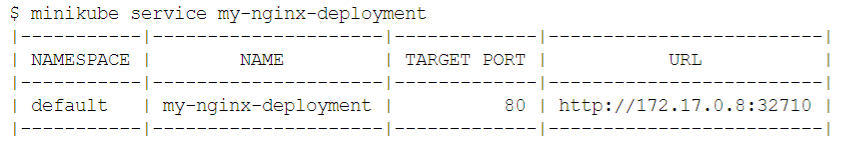 $ minikube service my-nginx-deployment
|-----------|---------------------|-------------|-------------------------|
| NAMESPACE |        NAME         | TARGET PORT |           URL           |
|-----------|---------------------|-------------|-------------------------|
| default   | my-nginx-deployment |          80 | http://172.17.0.8:32710 |
|-----------|---------------------|-------------|-------------------------|